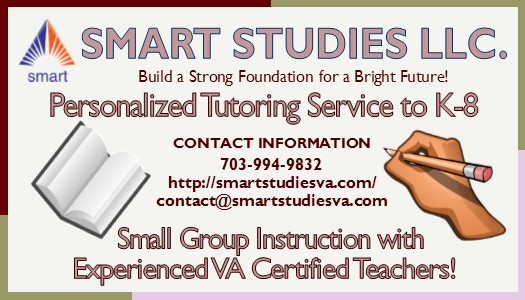 SMART STUDIES LLC.
smart
Build a Strong Foundation for a Bright Future!
Personalized Tutoring Service to K-8
CONTACT INFORMATION
703-994-9832
http://smartstudiesva.com/
contact@smartstudiesva.com
Small Group Instruction with
Experienced VA Certified Teachers!